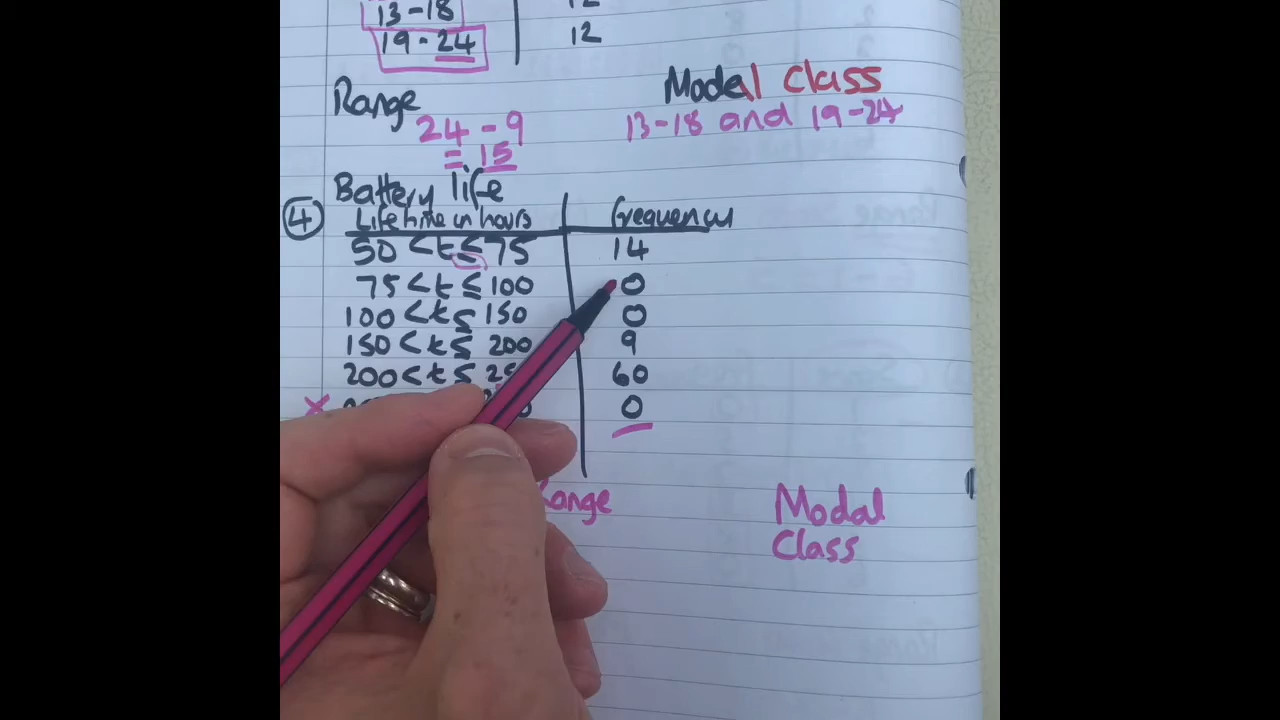 13-18 12
19-24 12
Range Modal Class
24 - 9 13-18 and 19-24
= 15
Battery life
4 Lifetime in hours frequency
50 < t ≤ 75 14
75 < t ≤ 100 0
100 < t ≤ 150 0
150 < t ≤ 200 9
200 < t ≤ 60
x 0
Range Modal
Class